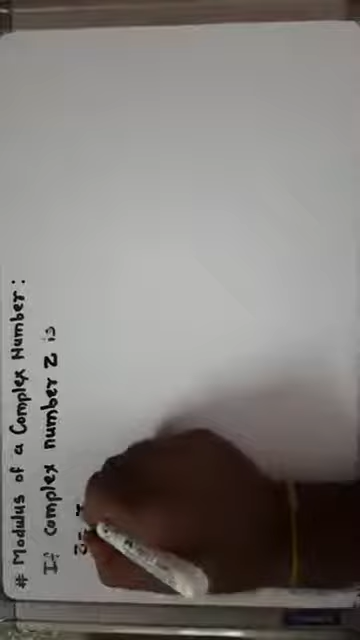 # Modulus of a Complex Number:
If complex number z is
z =